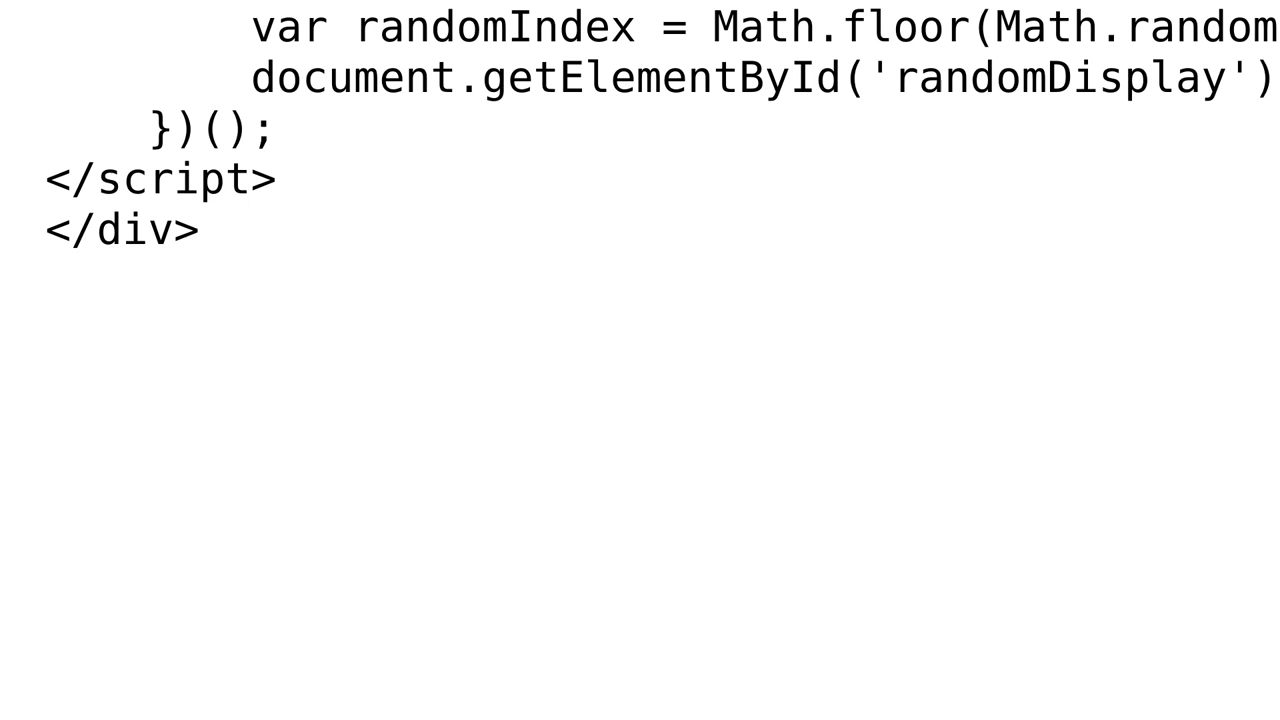 var randomIndex = Math.floor(Math.random
document.getElementById('randomDisplay')
})();
</script>
</div>